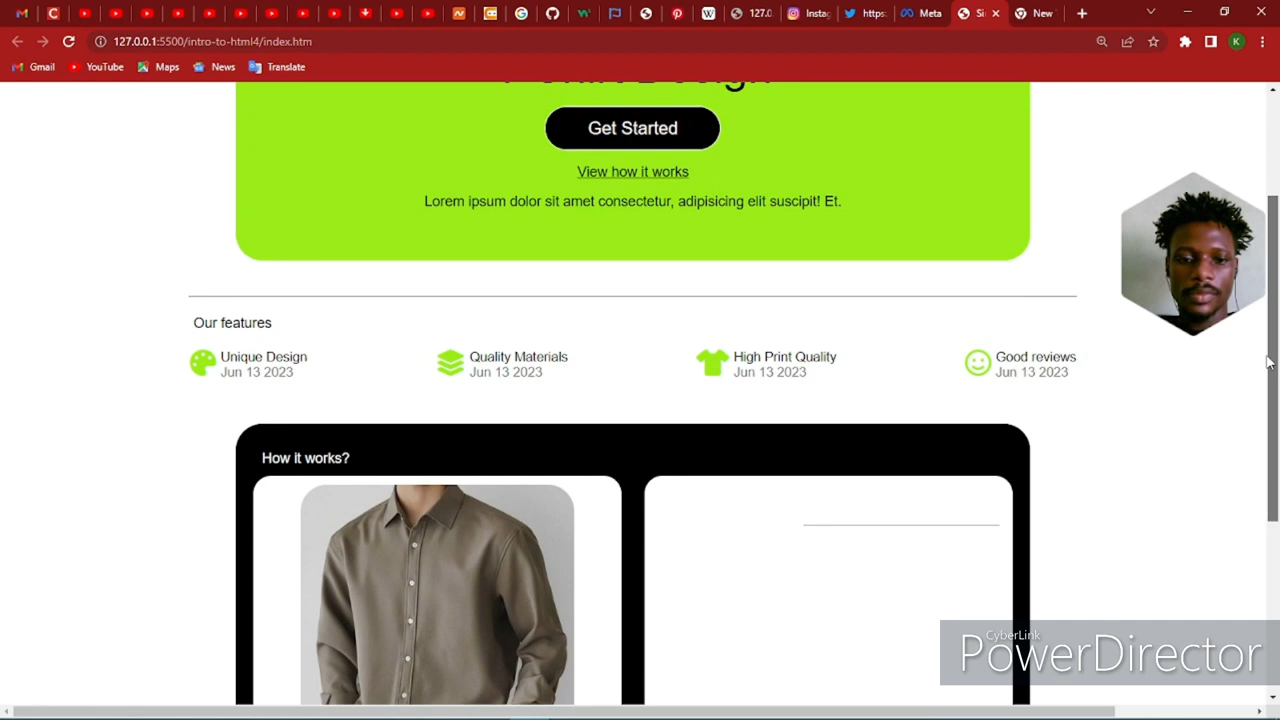 127.0.
Insta
https:
Meta
Si
New
127.0.0.1:5500/intro-to-html4/index.htm
K
Gmail
YouTube
Maps
News
Translate
Get Started
View how it works
Lorem ipsum dolor sit amet consectetur, adipisicing elit suscipit! Et.
Our features
Unique Design
Jun 13 2023
Quality Materials
Jun 13 2023
High Print Quality
Jun 13 2023
Good reviews
Jun 13 2023
How it works?
CyberLink
PowerDirector